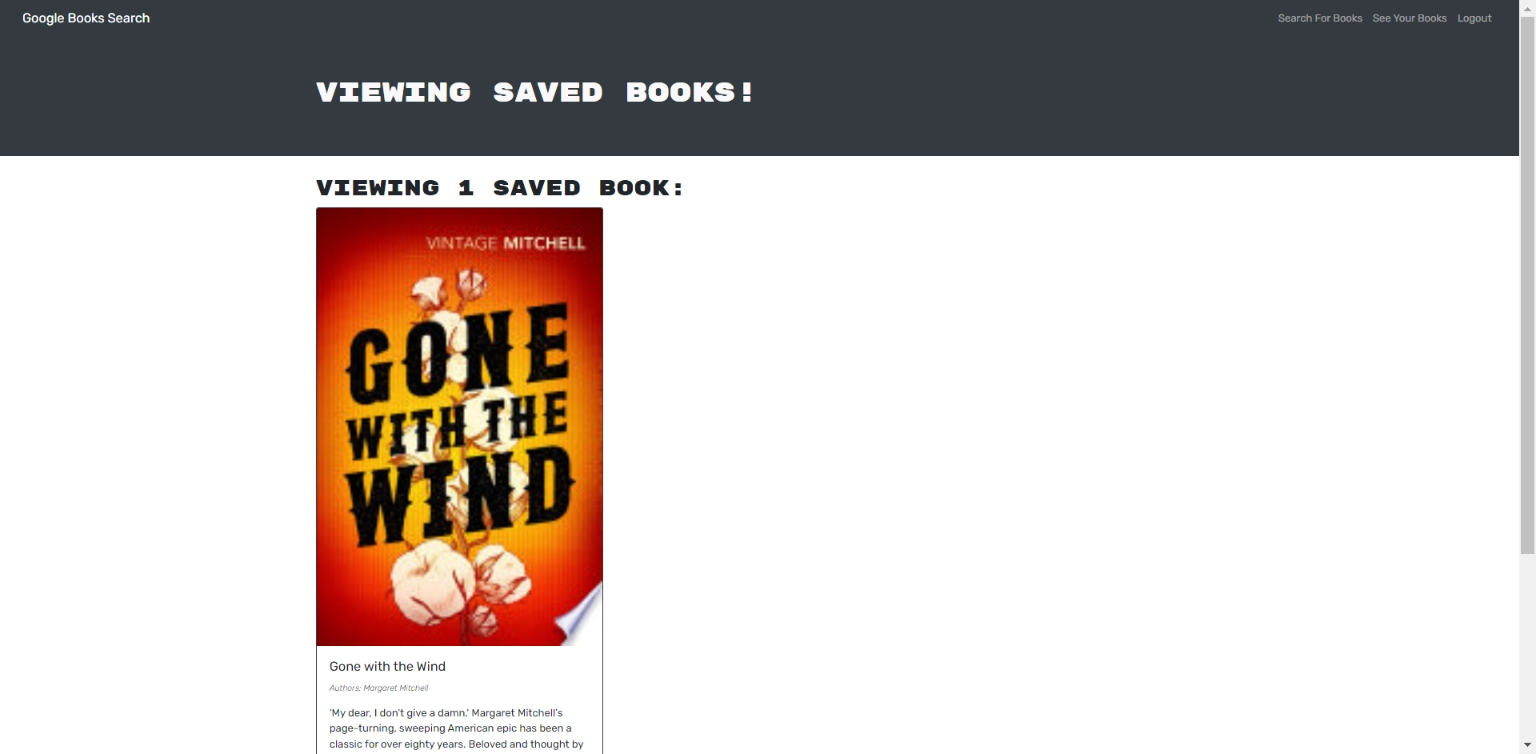 Google Books Search
Search For Books See Your Books Logout
VIEWING SAVED BOOKS!
VIEWING 1 SAVED BOOK:
VINTAGE MITCHELL
GONE
WITH THE
WIND
Gone with the Wind
Authors: Margaret Mitchell
'My dear, I don't give a damn.' Margaret Mitchell's
page-turning, sweeping American epic has been a
classic for over eighty years. Beloved and thought by